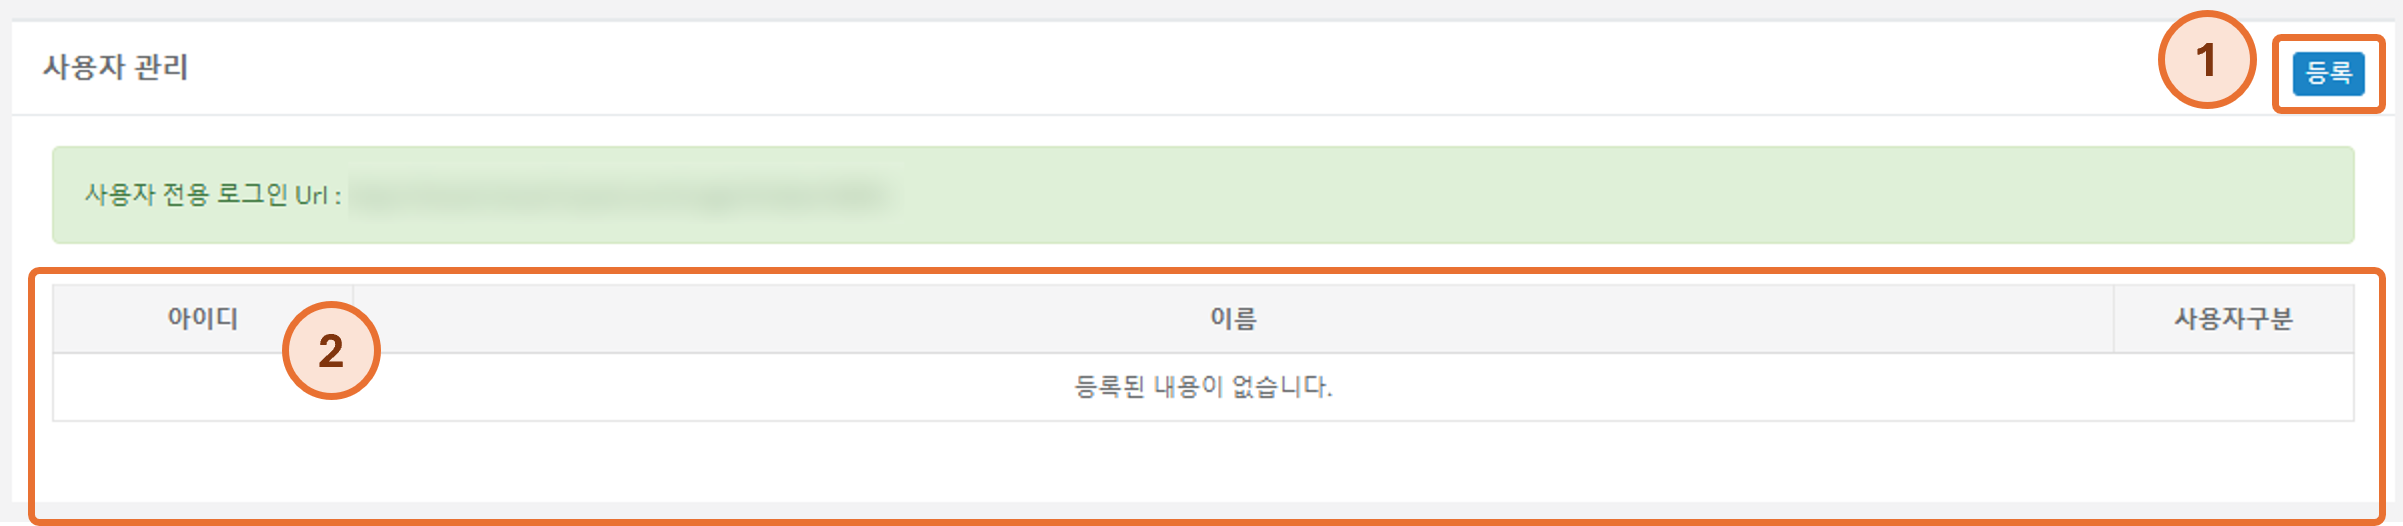 사용자 관리
1
등록
사용자 전용 로그인 Url :
아이디
이름
사용자구분
2
등록된 내용이 없습니다.